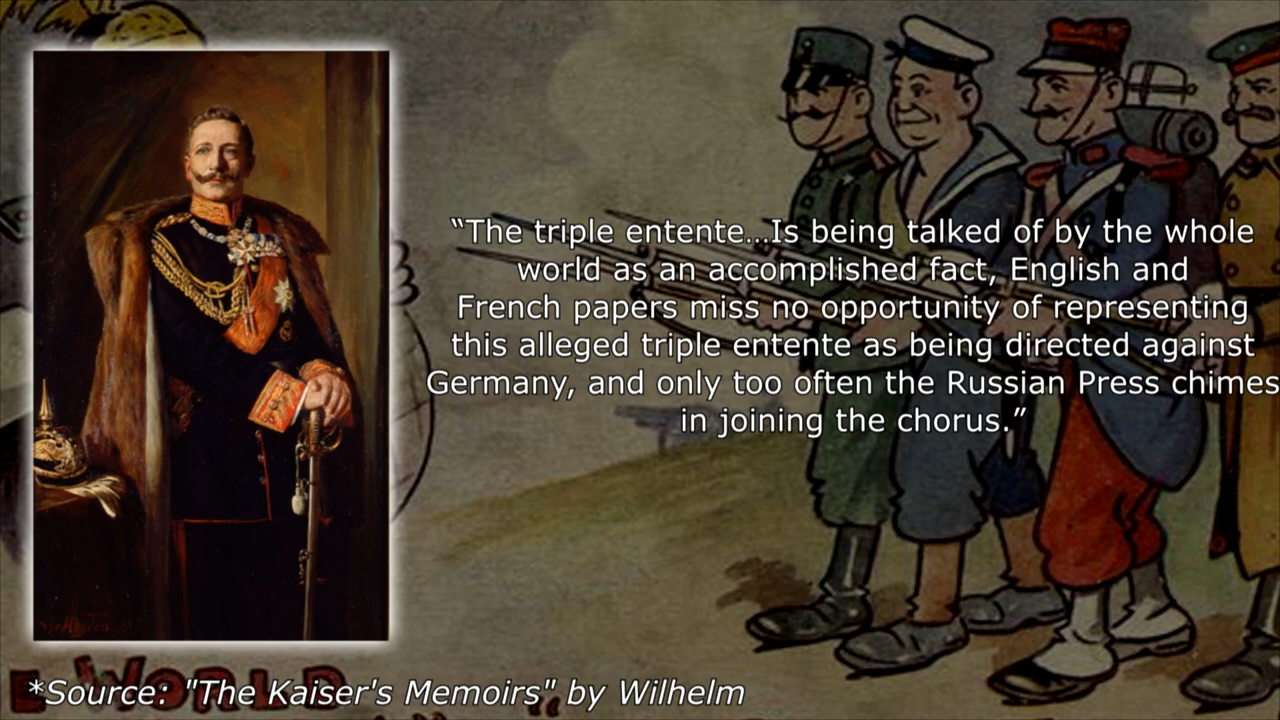 “The triple entente...Is being talked of by the whole
world as an accomplished fact, English and
French papers miss no opportunity of representing
this alleged triple entente as being directed against
Germany, and only too often the Russian Press chimes
in joining the chorus.”
WORLD
*Source: "The Kaiser's Memoirs" by Wilhelm